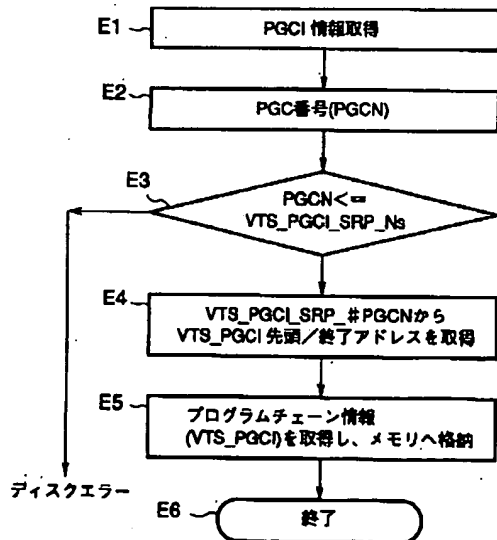 E1
PGCI 情報取得
E2
PGC番号(PGCN)
E3
PGCN<=
VTS_PGCI_SRP_Ns
E4
VTS_PGCI_SRP_#PGCNから
VTS_PGCI 先頭/終了アドレスを取得
E5
プログラムチェーン情報
(VTS_PGCI)を取得し、メモリへ格納
ディスクエラー
E6
終了